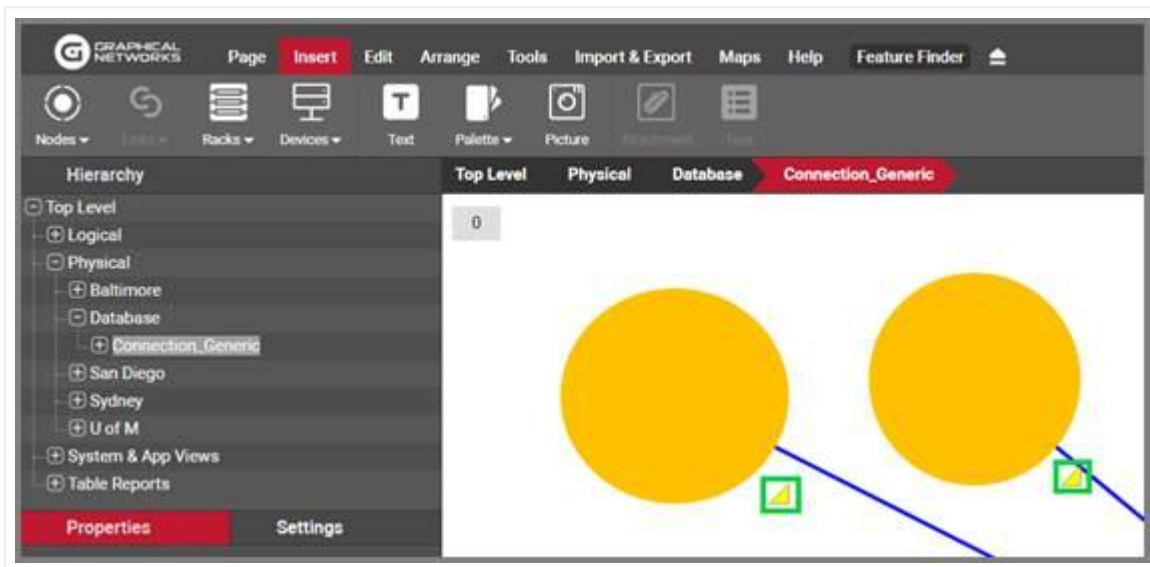 GRAPHICAL NETWORKS
Page Insert Edit Arrange Tools Import & Export Maps Help Feature Finder
Nodes Links Racks Devices Text Palette Picture Attachment
Hierarchy
Top Level Physical Database Connection_Generic
Top Level
0
Logical
Physical
Baltimore
Database
Connection_Generic
San Diego
Sydney
U of M
System & App Views
Table Reports
Properties Settings